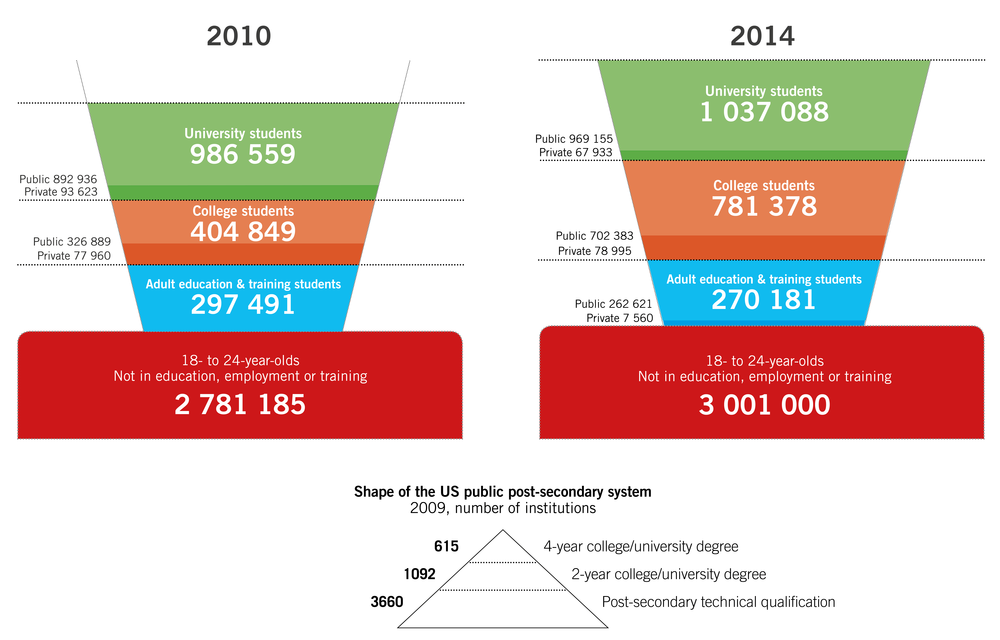 2010
University students
986 559
Public 892 936
Private 93 623
College students
404 849
Public 326 889
Private 77 960
Adult education & training students
297 491
18- to 24-year-olds
Not in education, employment or training
2 781 185
2014
University students
1 037 088
Public 969 155
Private 67 933
College students
781 378
Public 702 383
Private 78 995
Adult education & training students
270 181
Public 262 621
Private 7 560
18- to 24-year-olds
Not in education, employment or training
3 001 000
Shape of the US public post-secondary system
2009, number of institutions
615 4-year college/university degree
1092 2-year college/university degree
3660 Post-secondary technical qualification